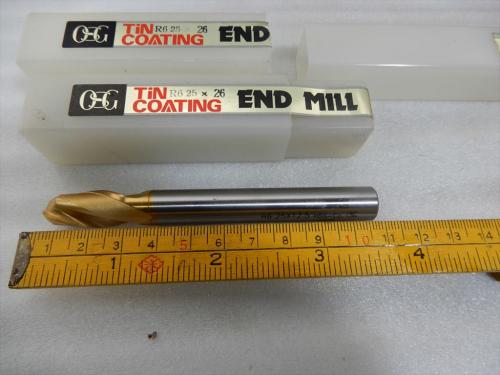 OSG TiN COATING R6.25 × 26 END
OSG TiN COATING R6.25 × 26 END MILL
1 2 3 4 5 6 7 8 9 10 11 12 13 14
1 2 3 4